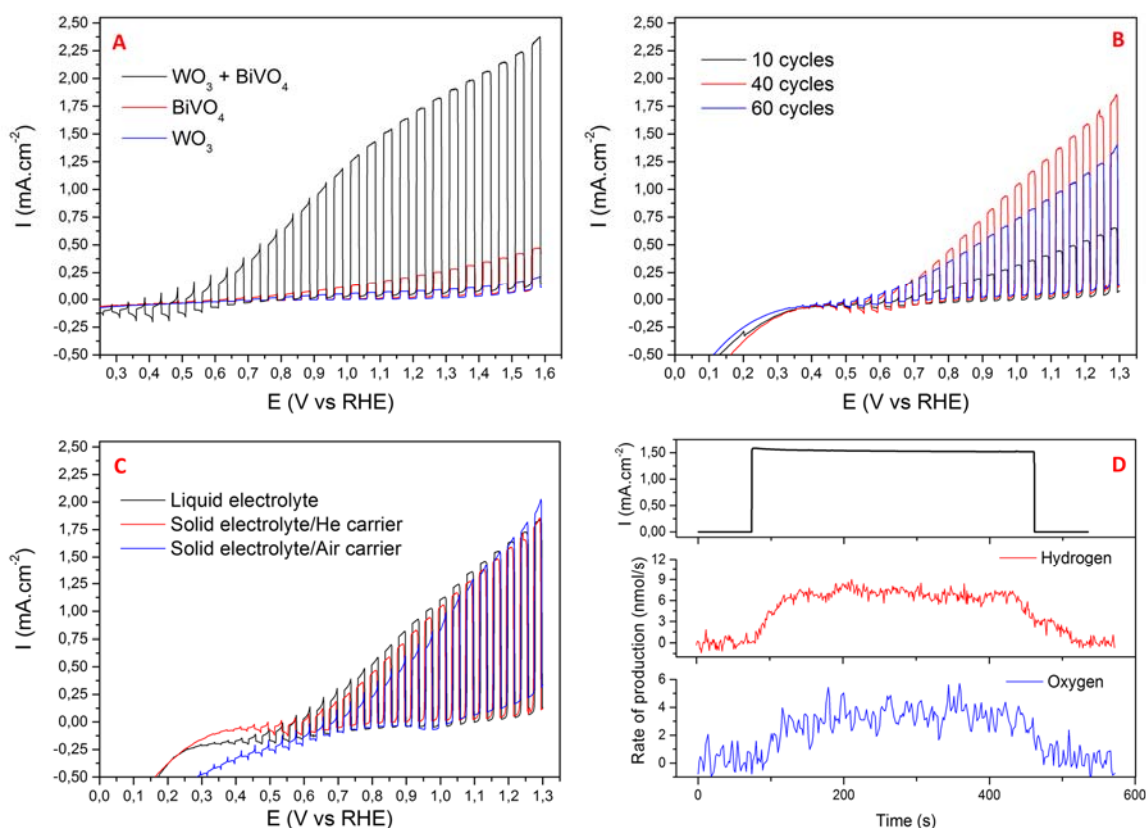 A
WO3 + BiVO4
BiVO4
WO3
I (mA.cm-2)
2,50
2,25
2,00
1,75
1,50
1,25
1,00
0,75
0,50
0,25
0,00
-0,25
-0,50
0,3 0,4 0,5 0,6 0,7 0,8 0,9 1,0 1,1 1,2 1,3 1,4 1,5 1,6
E (V vs RHE)
B
10 cycles
40 cycles
60 cycles
I (mA.cm-2)
2,50
2,25
2,00
1,75
1,50
1,25
1,00
0,75
0,50
0,25
0,00
-0,25
-0,50
0,0 0,1 0,2 0,3 0,4 0,5 0,6 0,7 0,8 0,9 1,0 1,1 1,2 1,3
E (V vs RHE)
C
Liquid electrolyte
Solid electrolyte/He carrier
Solid electrolyte/Air carrier
I (mA.cm-2)
2,50
2,25
2,00
1,75
1,50
1,25
1,00
0,75
0,50
0,25
0,00
-0,25
-0,50
0,0 0,1 0,2 0,3 0,4 0,5 0,6 0,7 0,8 0,9 1,0 1,1 1,2 1,3
E (V vs RHE)
D
I (mA.cm-2)
1,50
0,75
0,00
Hydrogen
Rate of production (nmol/s)
12
9
6
3
0
Oxygen
6
4
2
0
0 200 400 600
Time (s)